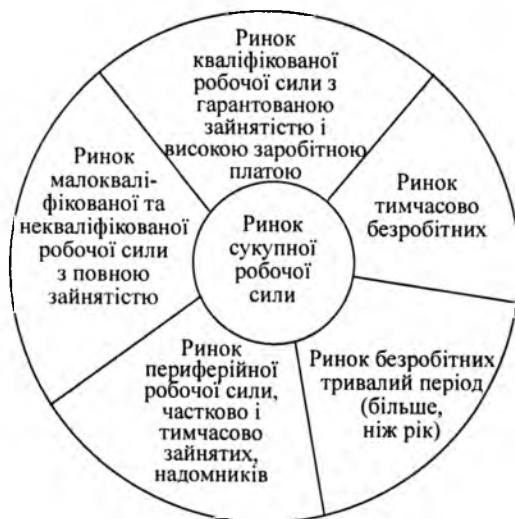 Ринок
кваліфікованої
робочої сили з
гарантованою
зайнятістю і
високою заробітною
платою
Ринок
тимчасово
безробітних
Ринок безробітних
тривалий період
(більше,
ніж рік)
Ринок
периферійної
робочої сили,
частково і
тимчасово
зайнятих,
надомників
Ринок
малокvalі-
фікованої та
некваліфікованої
робочої сили
з повною
зайнятістю
Ринок
сукупної
робочої
сили